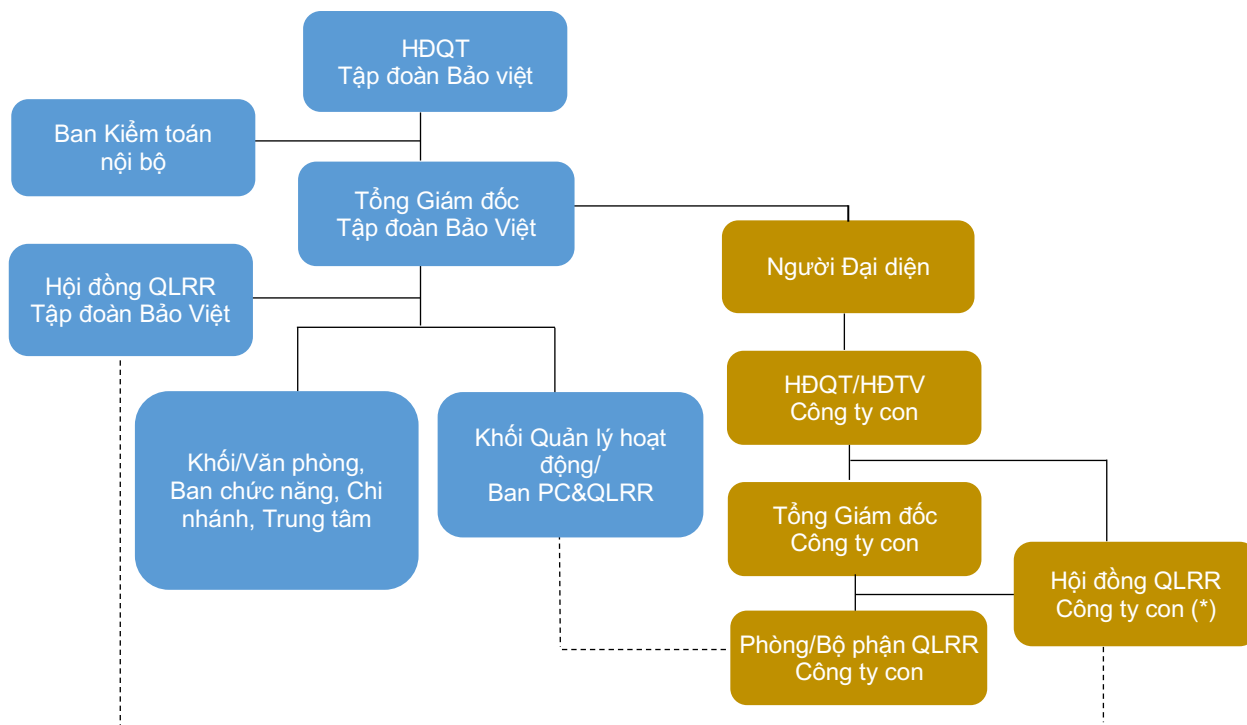 HĐQT
Tập đoàn Bảo việt
Ban Kiểm toán
nội bộ
Tổng Giám đốc
Tập đoàn Bảo Việt
Người Đại diện
Hội đồng QLRR
Tập đoàn Bảo Việt
HĐQT/HĐTV
Công ty con
Khối/Văn phòng,
Ban chức năng, Chi
nhánh, Trung tâm
Khối Quản lý hoạt
động/
Ban PC&QLRR
Tổng Giám đốc
Công ty con
Hội đồng QLRR
Công ty con (*)
Phòng/Bộ phận QLRR
Công ty con